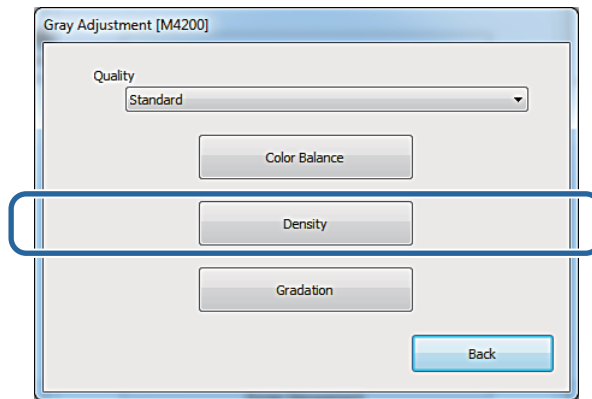 Gray Adjustment [M4200]
Quality
Standard
Color Balance
Density
Gradation
Back